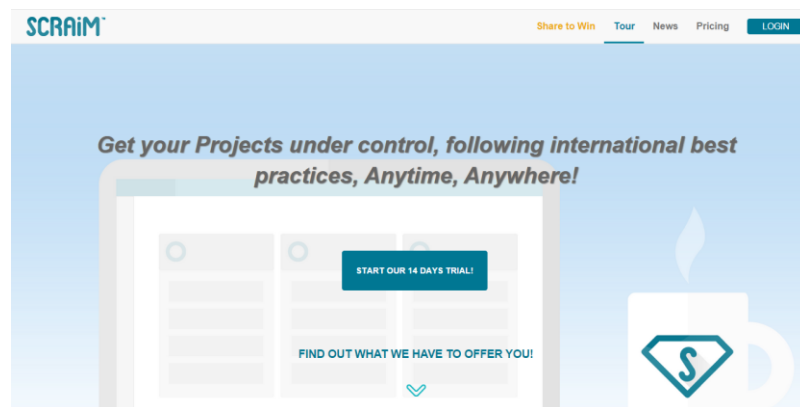 SCRAiM™
Share to Win Tour News Pricing LOGIN
Get your Projects under control, following international best
practices, Anytime, Anywhere!
START OUR 14 DAYS TRIAL!
FIND OUT WHAT WE HAVE TO OFFER YOU!
S